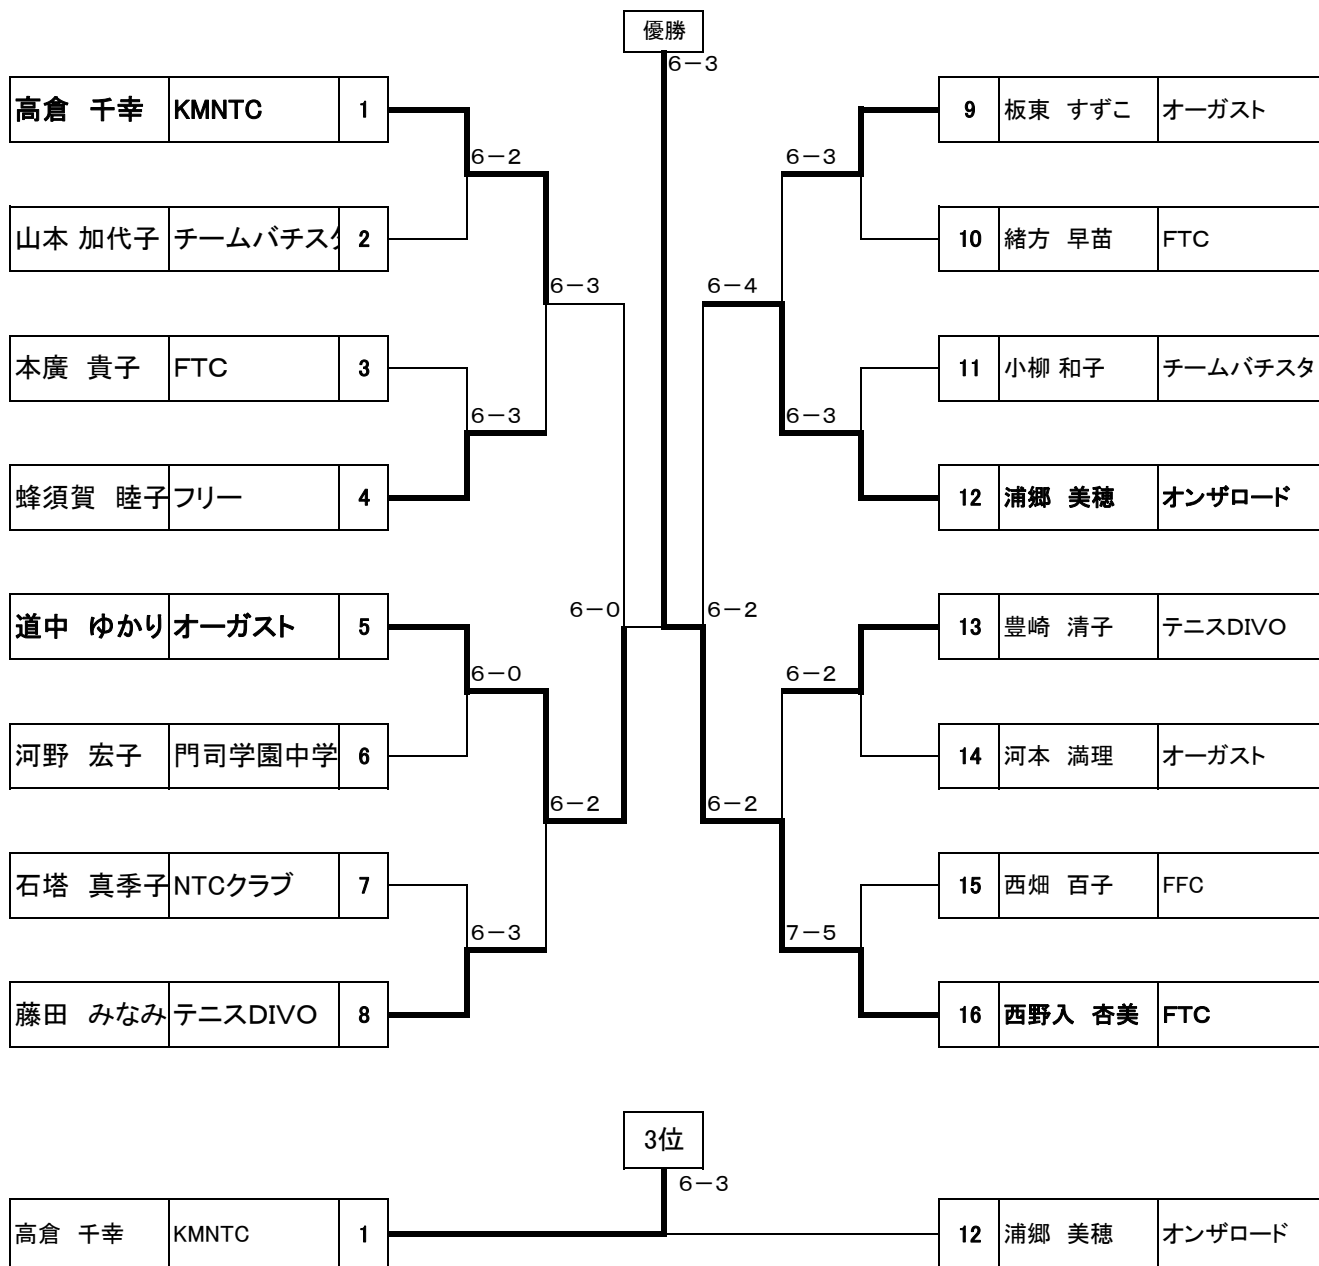 優勝
6-3
高倉 千幸 KMNTC 1
9 板東 すずこ オーガスト
6-2
6-3
山本 加代子 チームバチスタ 2
10 緒方 早苗 FTC
6-3
6-4
本廣 貴子 FTC 3
11 小柳 和子 チームバチスタ
6-3
6-3
蜂須賀 睦子 フリー 4
12 浦郷 美穂 オンザロード
道中 ゆかり オーガスト 5
6-0
6-2
13 豊崎 清子 テニスDIVO
6-0
6-2
河野 宏子 門司学園中学 6
14 河本 満理 オーガスト
6-2
6-2
石塔 真季子 NTCクラブ 7
15 西畑 百子 FFC
6-3
7-5
藤田 みなみ テニスDIVO 8
16 西野入 杏美 FTC
3位
6-3
高倉 千幸 KMNTC 1
12 浦郷 美穂 オンザロード